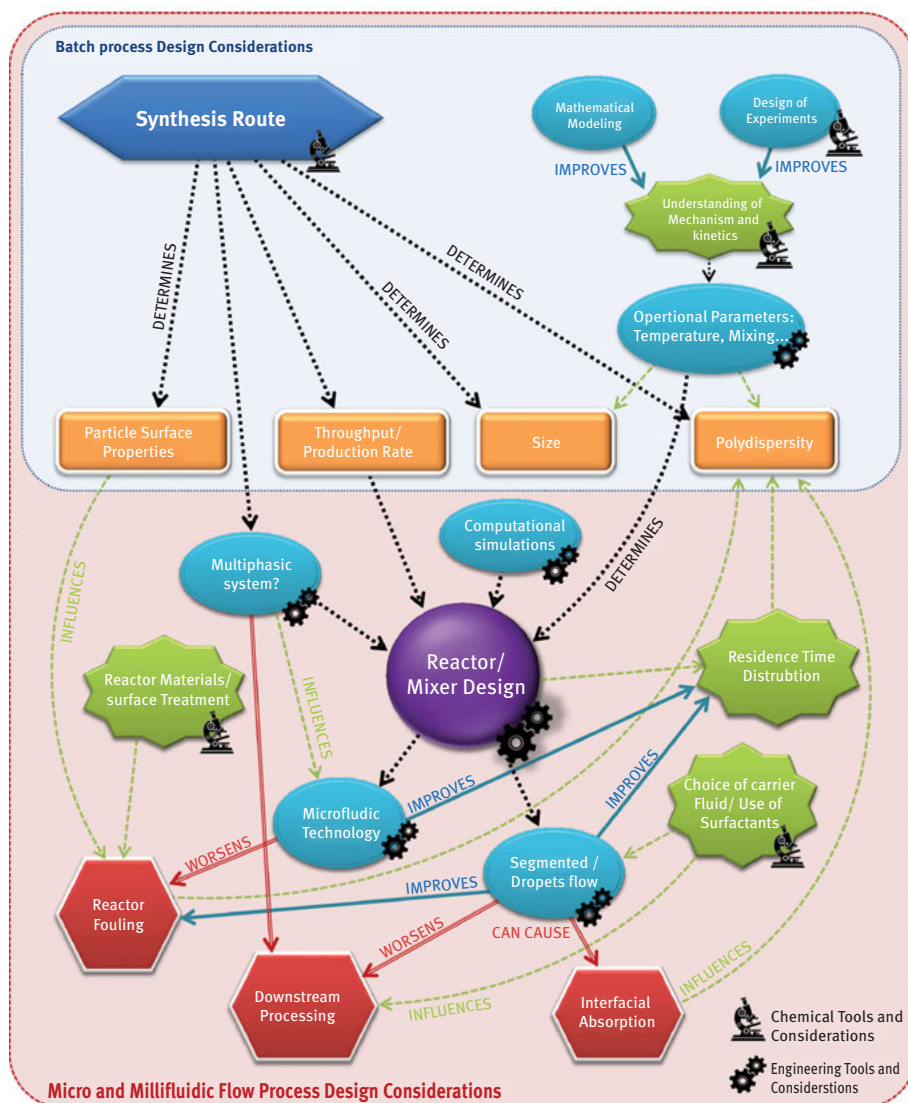 Batch process Design Considerations
Synthesis Route
Mathematical
Modeling
Design of
Experiments
IMPROVES
IMPROVES
Understanding of
Mechanism and
kinetics
DETERMINES
DETERMINES
DETERMINES
Opertional Parameters:
Temperature, Mixing...
Particle Surface
Properties
Throughput/
Production Rate
Size
Polydispersity
Computational
simulations
DETERMINES
Multiphasic
system?
INFLUENCES
Reactor/
Mixer Design
Residence Time
Distrubtion
Reactor Materials/
surface Treatment
INFLUENCES
IMPROVES
IMPROVES
Choice of carrier
Fluid/ Use of
Surfactants
Microfludic
Technology
WORSENS
Segmented /
Dropets flow
IMPROVES
Reactor
Fouling
WORSENS
CAN CAUSE
INFLUENCES
Downstream
Processing
INFLUENCES
Interfacial
Absorption
Chemical Tools and
Considerations
Engineering Tools and
Considerstions
Micro and Millifluidic Flow Process Design Considerations